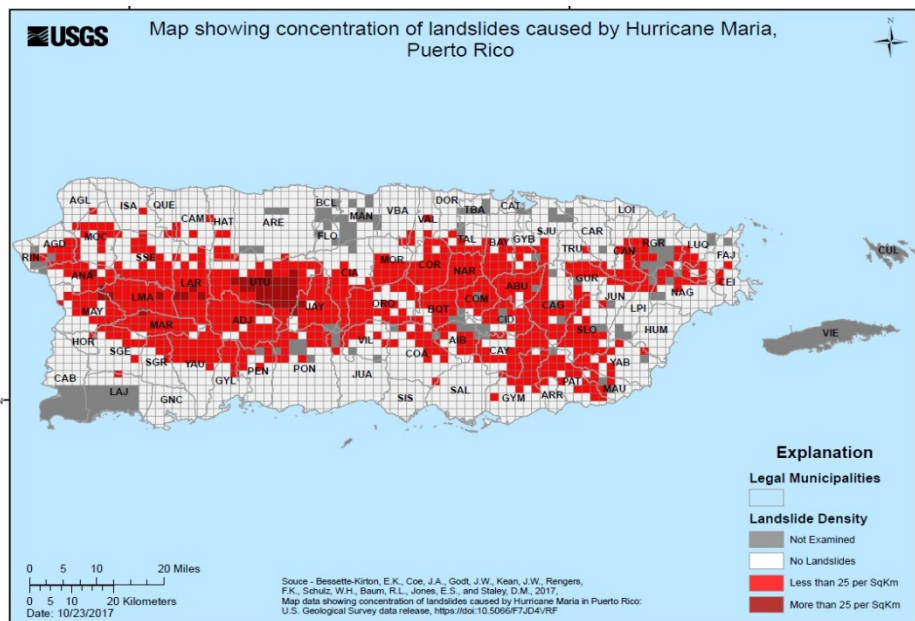 USGS
Map showing concentration of landslides caused by Hurricane Maria,
Puerto Rico
N
AGL
ISA
QUE
CAM
HAT
ARE
BCL
MAN
VBA
DOR
TBA
CAT
SJU
CAR
LOI
VAL
FLO
AGD
MOC
RIN
SSE
TAL
BAY
GYB
TRU
CAN
RGR
LUQ
FAJ
CUL
ANA
LAR
UTU
CIA
MOR
COR
NAR
ABU
GUR
CEI
LMA
JAY
ORO
COM
CAG
JUN
NAG
MAY
MAR
ADJ
BQT
CID
SLO
LPI
HUM
VIE
HOR
SGE
SGR
YAU
VIL
AIB
COA
CAY
YAB
CAB
LAJ
GNC
GYL
PEN
PON
JUA
SIS
SAL
GYM
ARR
PAT
MAU
Explanation
Legal Municipalities
Landslide Density
Not Examined
No Landslides
Less than 25 per SqKm
More than 25 per SqKm
0 5 10 20 Miles
0 5 10 20 Kilometers
Date: 10/23/2017
Souce - Bessette-Kirton, E.K., Coe, J.A., Godt, J.W., Kean, J.W., Rengers,
F.K., Schulz, W.H., Baum, R.L., Jones, E.S., and Staley, D.M., 2017,
Map data showing concentration of landslides caused by Hurricane Maria in Puerto Rico:
U.S. Geological Survey data release, https://doi:10.5066/F7JD4VRF